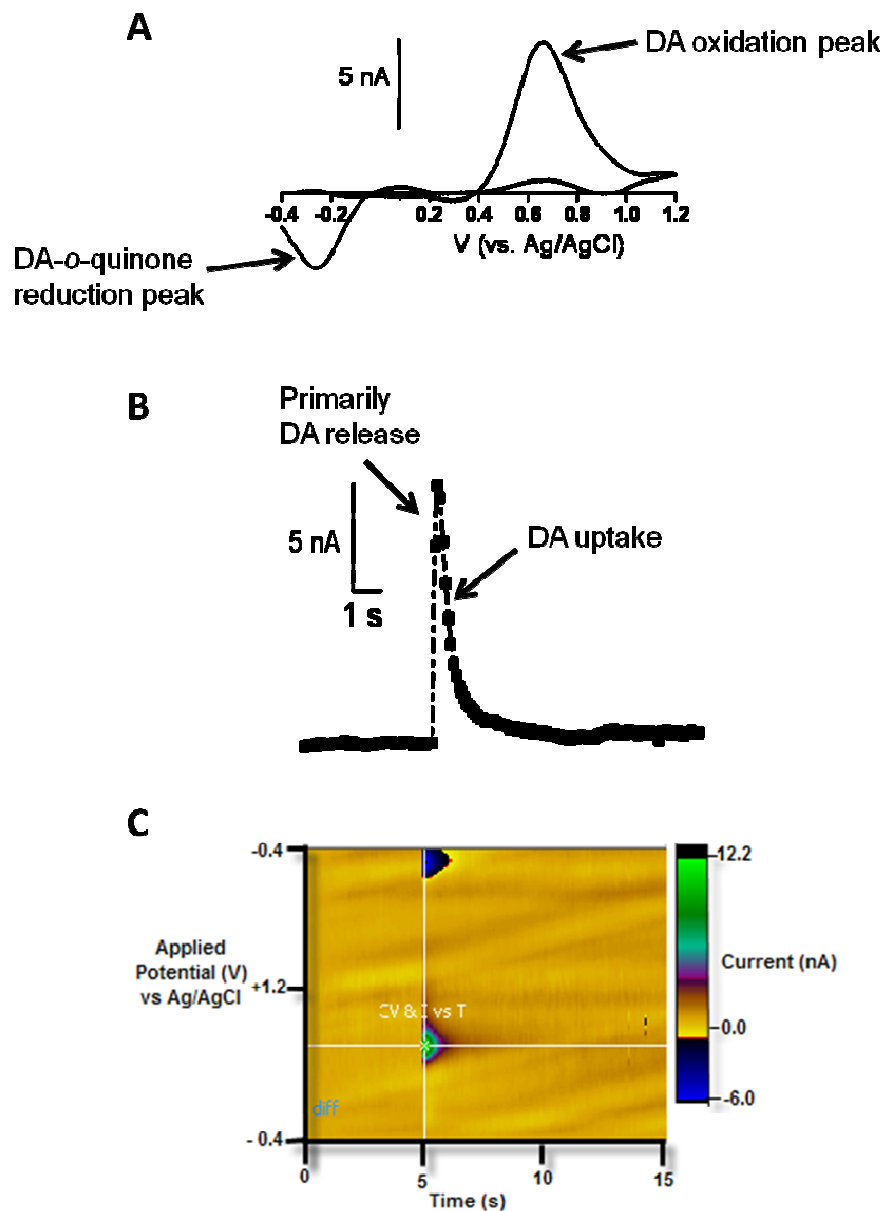 A
DA oxidation peak
5 nA
-0.4 -0.2 0.2 0.4 0.6 0.8 1.0 1.2
V (vs. Ag/AgCl)
DA-o-quinone
reduction peak
B
Primarily
DA release
5 nA
DA uptake
1 s
C
-0.4
12.2
Applied
Potential (V)
vs Ag/AgCl
+1.2
Current (nA)
CV & I vs T
0.0
diff
-6.0
- 0.4
0 5 10 15
Time (s)